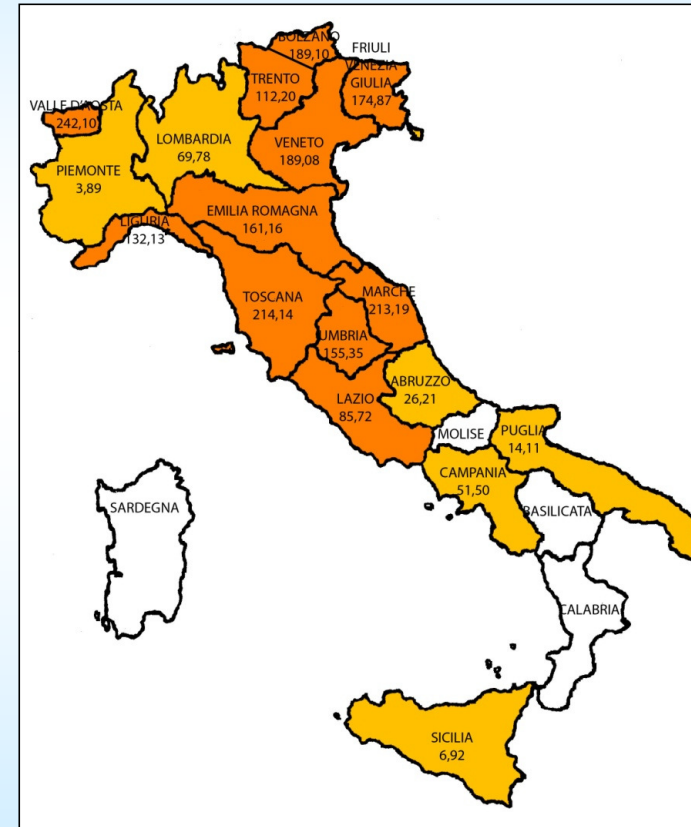 BOLZANO
189,10
FRIULI
VENEZIA
GIULIA
174,87
TRENTO
112,20
VALLE D'AOSTA
242,10
LOMBARDIA
69,78
VENETO
189,08
PIEMONTE
3,89
EMILIA ROMAGNA
161,16
LIGURIA
132,13
TOSCANA
214,14
MARCHE
213,19
UMBRIA
155,35
LAZIO
85,72
ABRUZZO
26,21
MOLISE
PUGLIA
14,11
CAMPANIA
51,50
BASILICATA
SARDEGNA
CALABRIA
SICILIA
6,92